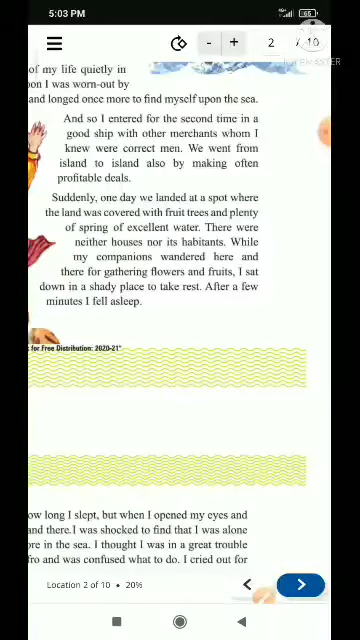 5:03 PM
65
- + 2 / 10
of my life quietly in
on I was worn-out by
and longed once more to find myself upon the sea.
And so I entered for the second time in a
good ship with other merchants whom I
knew were correct men. We went from
island to island also by making often
profitable deals.
Suddenly, one day we landed at a spot where
the land was covered with fruit trees and plenty
of spring of excellent water. There were
neither houses nor its habitants. While
my companions wandered here and
there for gathering flowers and fruits, I sat
down in a shady place to take rest. After a few
minutes I fell asleep.
for Free Distribution: 2020-21"
ow long I slept, but when I opened my eyes and
and there.I was shocked to find that I was alone
ore in the sea. I thought I was in a great trouble
fro and was confused what to do. I cried out for
Location 2 of 10 • 20%